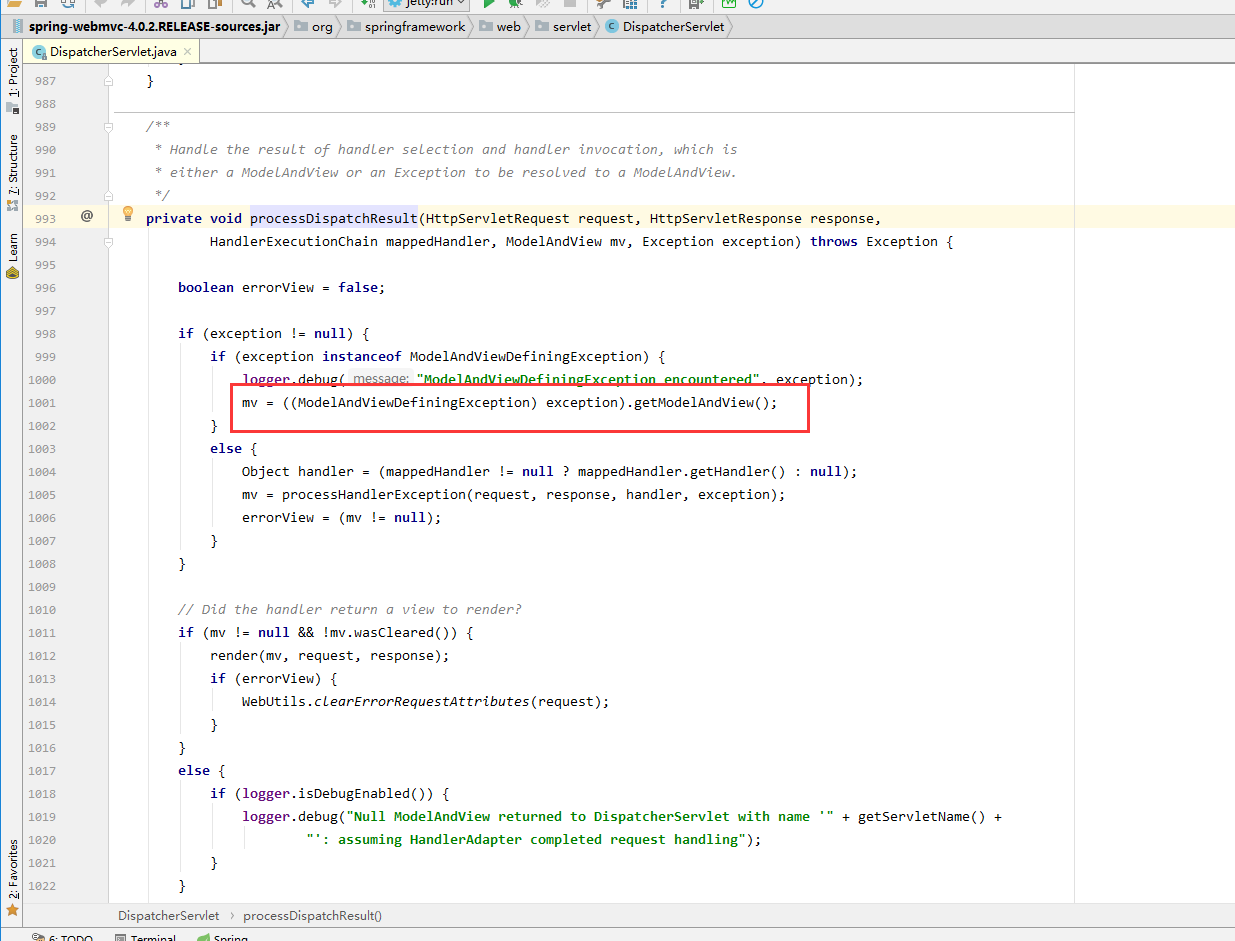 jetty:run
spring-webmvc-4.0.2.RELEASE-sources.jar org springframework web servlet DispatcherServlet
DispatcherServlet.java
1: Project
7: Structure
Learn
2: Favorites
987 }
988
989 /**
990 * Handle the result of handler selection and handler invocation, which is
991 * either a ModelAndView or an Exception to be resolved to a ModelAndView.
992 */
993 @ private void processDispatchResult(HttpServletRequest request, HttpServletResponse response,
994 HandlerExecutionChain mappedHandler, ModelAndView mv, Exception exception) throws Exception {
995
996 boolean errorView = false;
997
998 if (exception != null) {
999 if (exception instanceof ModelAndViewDefiningException) {
1000 logger.debug( message: "ModelAndViewDefiningException encountered", exception);
1001 mv = ((ModelAndViewDefiningException) exception).getModelAndView();
1002 }
1003 else {
1004 Object handler = (mappedHandler != null ? mappedHandler.getHandler() : null);
1005 mv = processHandlerException(request, response, handler, exception);
1006 errorView = (mv != null);
1007 }
1008 }
1009
1010 // Did the handler return a view to render?
1011 if (mv != null && !mv.wasCleared()) {
1012 render(mv, request, response);
1013 if (errorView) {
1014 WebUtils.clearErrorRequestAttributes(request);
1015 }
1016 }
1017 else {
1018 if (logger.isDebugEnabled()) {
1019 logger.debug("Null ModelAndView returned to DispatcherServlet with name '" + getServletName() +
1020 "': assuming HandlerAdapter completed request handling");
1021 }
1022 }
DispatcherServlet › processDispatchResult()
6: TODO Terminal Spring